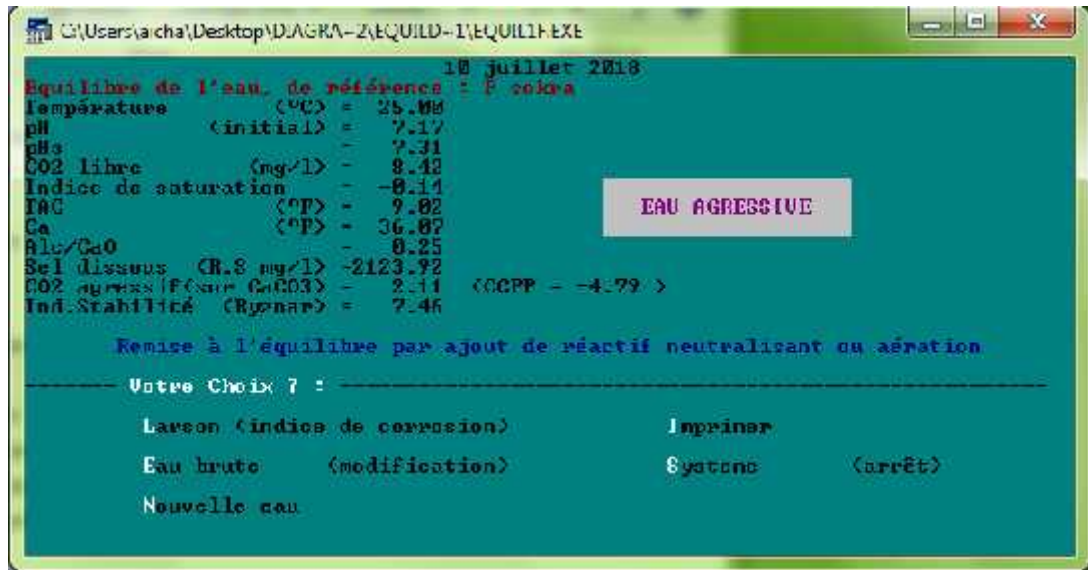 C:\Users\aicha\Desktop\DIAGRA~2\EQUILD~1\EQUIL1F.EXE
10 juillet 2018
Equilibre de l'eau, de référence : F sokra
Température (°C) = 25.00
pH (initial) = 7.17
pHs = 7.31
CO2 libre (mg/l) = 8.42
Indice de saturation = -0.14
TAC (°F) = 9.02
Ca (°F) = 36.07
Alc/CaO = 0.25
Sel dissous (R.S mg/l) =2123.92
CO2 agressif(sur CaCO3) = 2.11 (CCPP = -4.79 )
Ind.Stabilité (Ryznar) = 7.46
EAU AGRESSIVE
Remise à l'équilibre par ajout de réactif neutralisant ou aération
Votre Choix ? :
Larson (indice de corrosion) Imprimer
Eau brute (modification) Systeme (arrêt)
Nouvelle eau